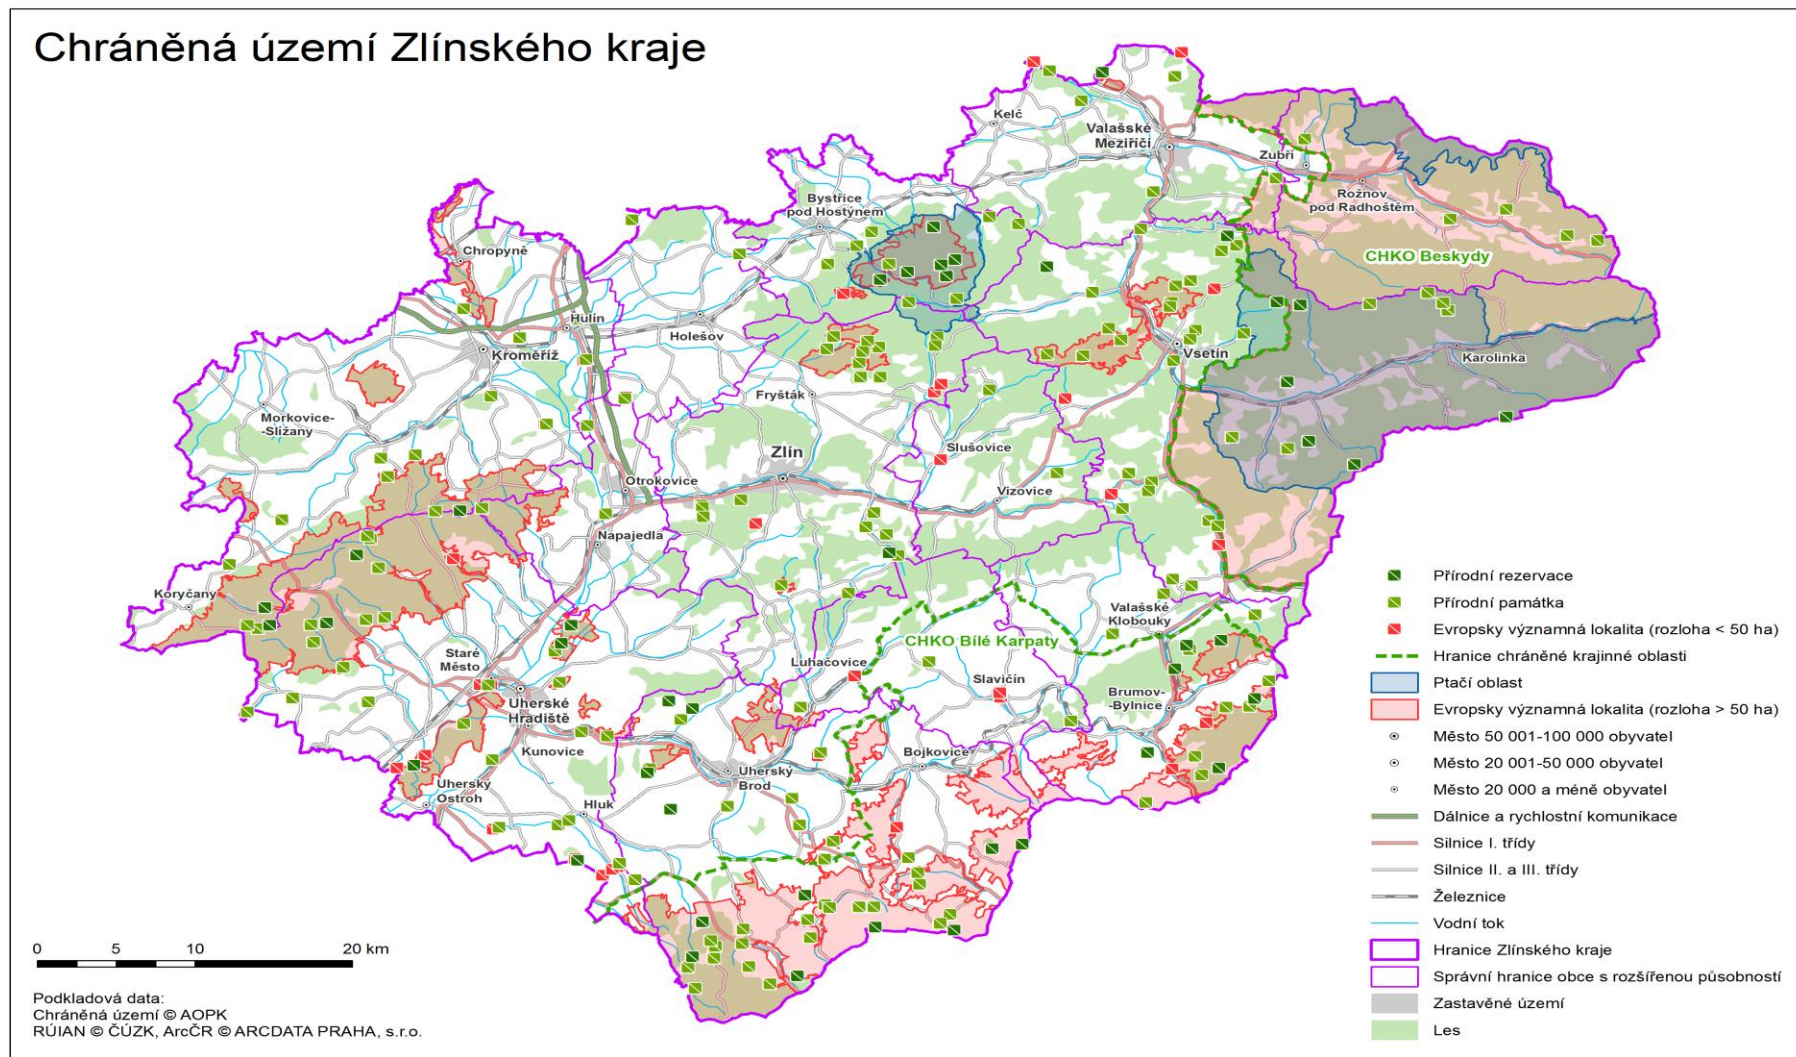 Chráněná území Zlínského kraje
Kelč
Valašské
Meziříčí
Zubří
Rožnov
pod Radhoštěm
Bystřice
pod Hostýnem
Chropyně
CHKO Beskydy
Hulín
Holešov
Kroměříž
Vsetín
Karolinka
Morkovice-
-Slížany
Fryšták
Slušovice
Zlín
Otrokovice
Vizovice
Napajedla
Koryčany
Valašské
Klobouky
CHKO Bílé Karpaty
Staré
Město
Luhačovice
Slavičín
Brumov-
-Bylnice
Uherské
Hradiště
Kunovice
Bojkovice
Uherský
Brod
Uherský
Ostroh
Hluk
Přírodní rezervace
Přírodní památka
Evropsky významná lokalita (rozloha < 50 ha)
Hranice chráněné krajinné oblasti
Ptačí oblast
Evropsky významná lokalita (rozloha > 50 ha)
Město 50 001-100 000 obyvatel
Město 20 001-50 000 obyvatel
Město 20 000 a méně obyvatel
Dálnice a rychlostní komunikace
Silnice I. třídy
Silnice II. a III. třídy
Železnice
Vodní tok
Hranice Zlínského kraje
Správní hranice obce s rozšířenou působností
Zastavěné území
Les
0 5 10 20 km
Podkladová data:
Chráněná území © AOPK
RÚIAN © ČÚZK, ArcČR © ARCDATA PRAHA, s.r.o.